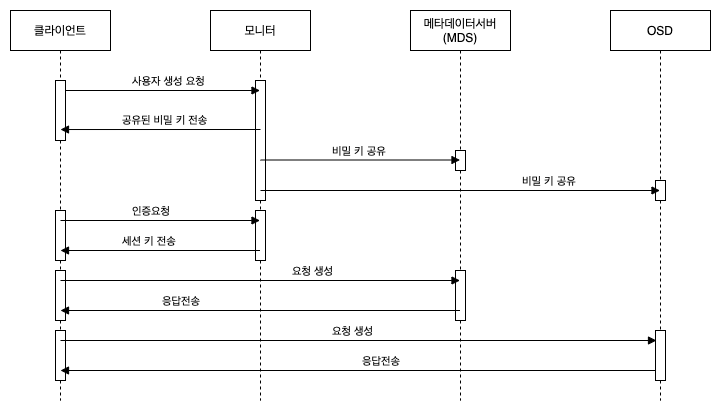 클라이언트
모니터
메타데이터서버
(MDS)
OSD
사용자 생성 요청
공유된 비밀 키 전송
비밀 키 공유
비밀 키 공유
인증요청
세션 키 전송
요청 생성
응답전송
요청 생성
응답전송